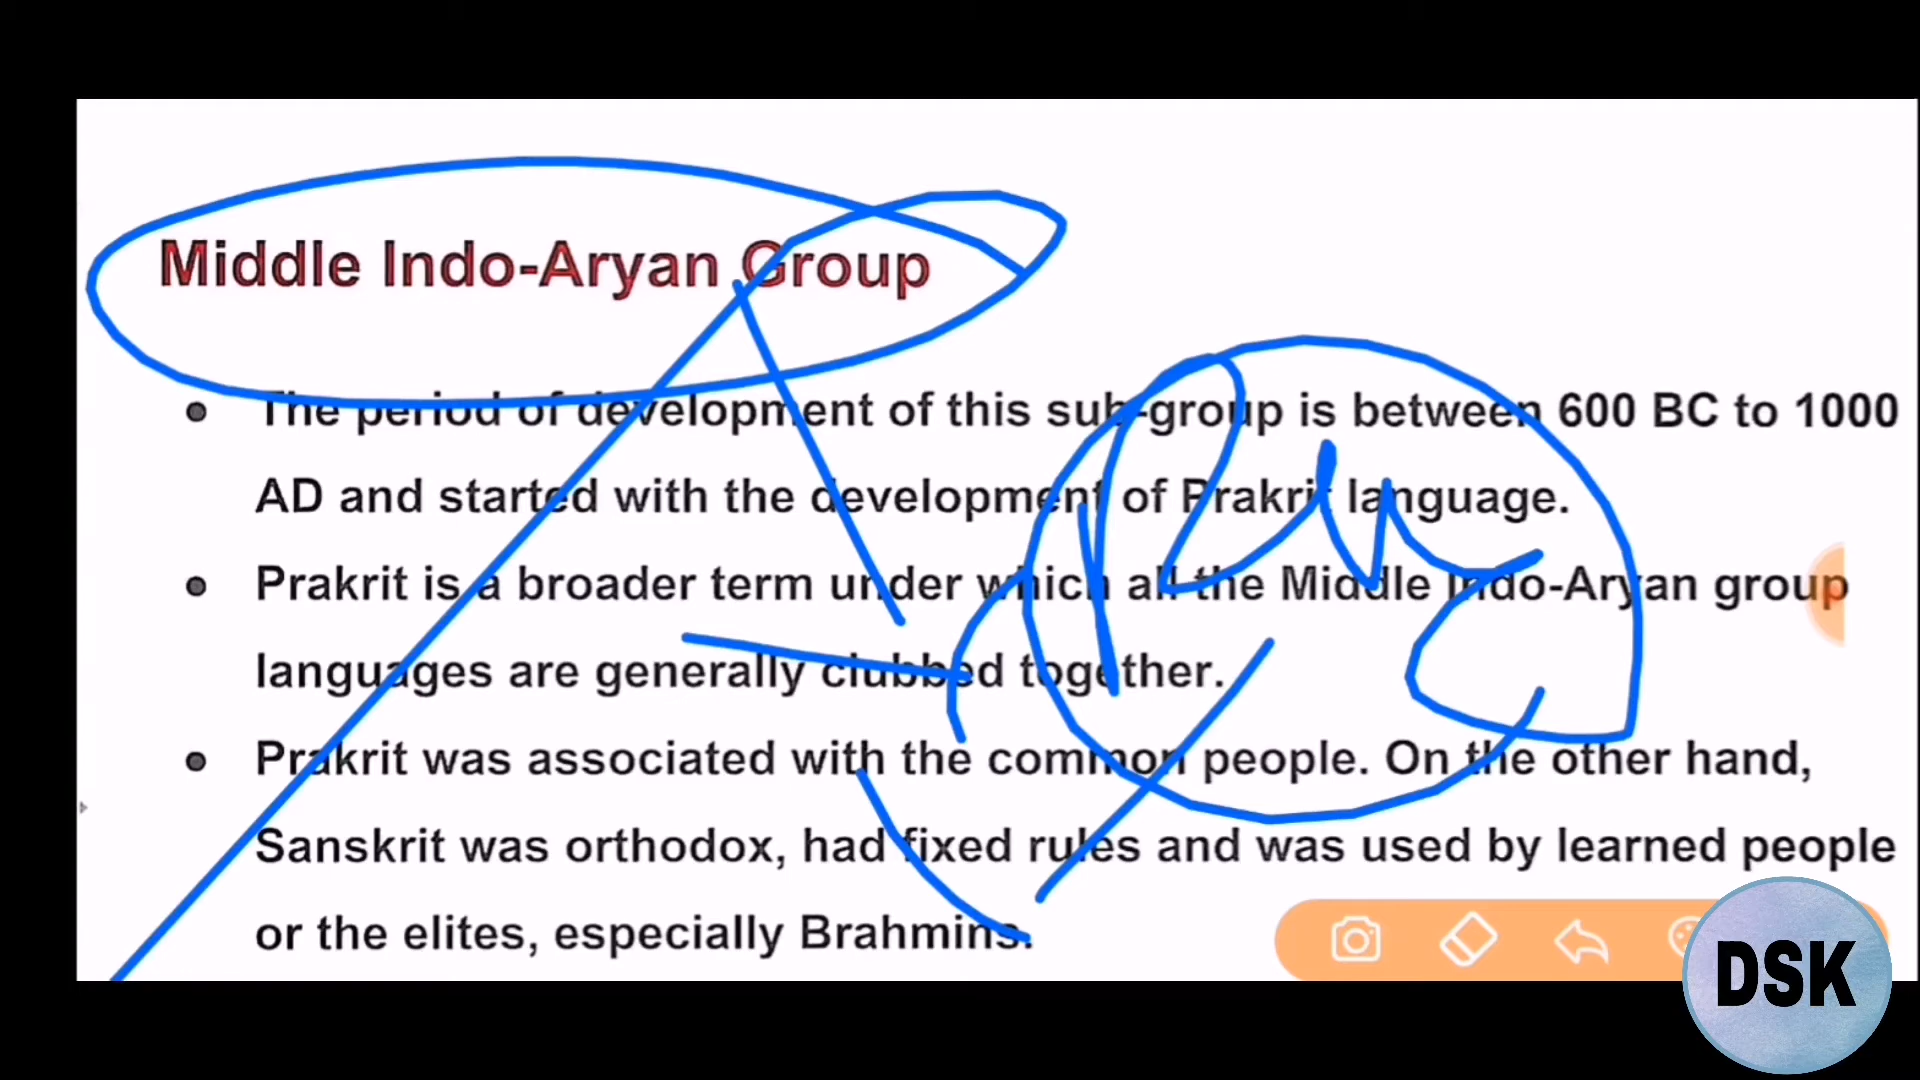 Middle Indo-Aryan Group
• The period of development of this sub-group is between 600 BC to 1000
AD and started with the development of Prakrit language.
• Prakrit is a broader term under which all the Middle Indo-Aryan group
languages are generally clubbed together.
• Prakrit was associated with the common people. On the other hand,
Sanskrit was orthodox, had fixed rules and was used by learned people
or the elites, especially Brahmins.
DSK